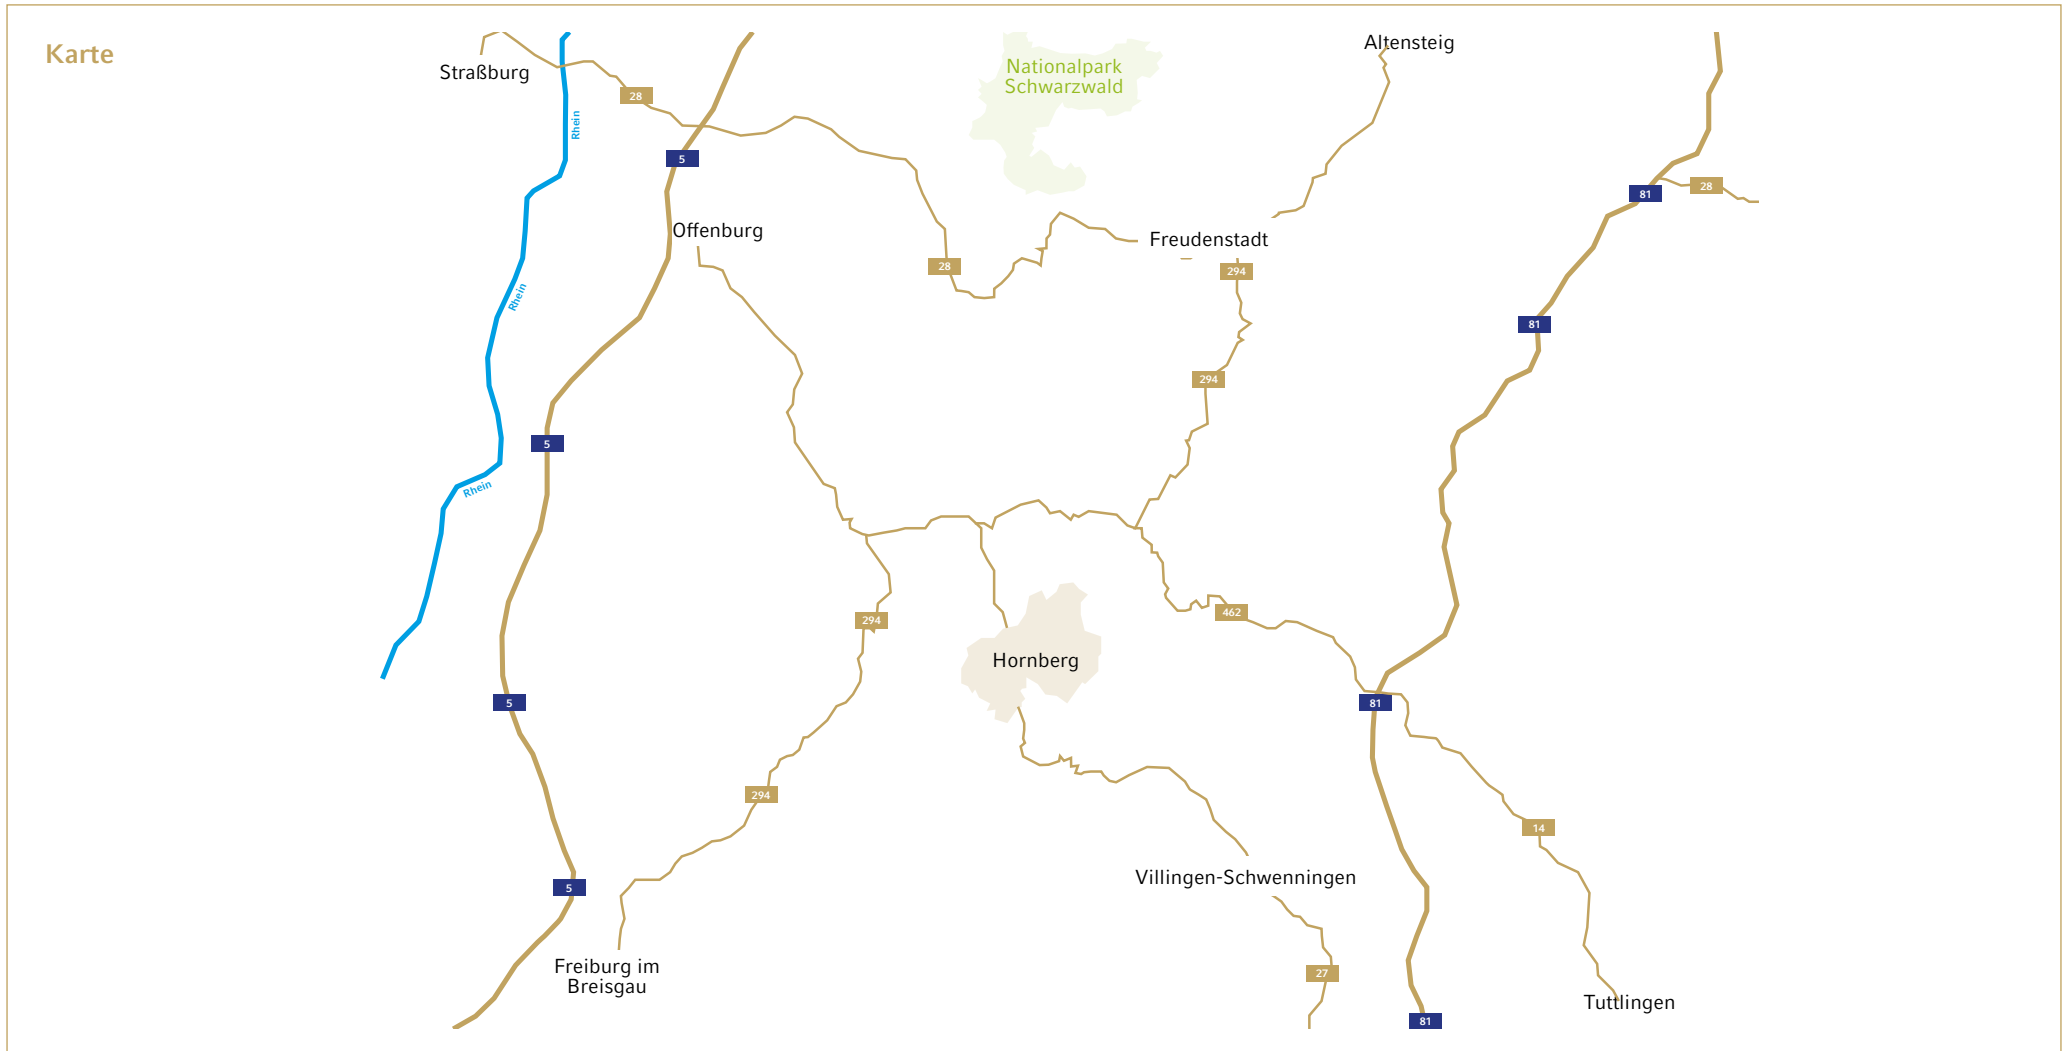 Karte
Straßburg
Nationalpark
Schwarzwald
Altensteig
28
Rhein
5
81
28
Offenburg
Freudenstadt
28
294
Rhein
81
294
5
Rhein
462
294
Hornberg
5
81
294
14
Villingen-Schwenningen
5
Freiburg im
Breisgau
27
Tuttlingen
81